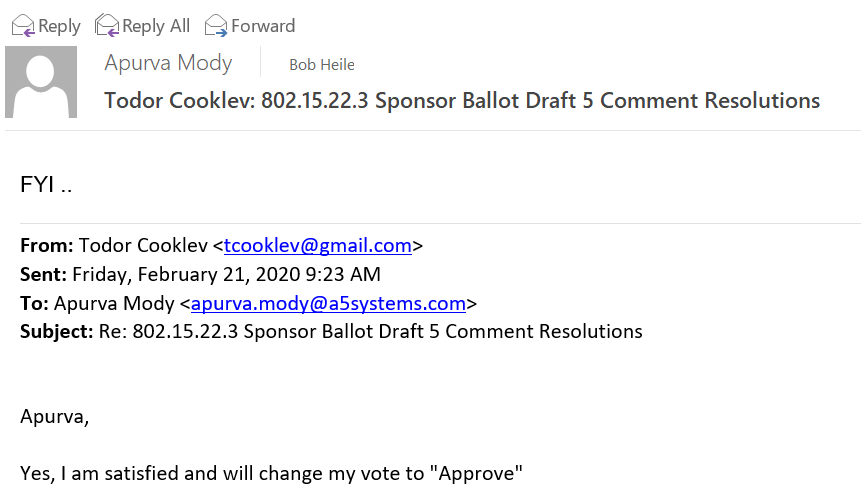 Reply Reply All Forward
Apurva Mody Bob Heile
Todor Cooklev: 802.15.22.3 Sponsor Ballot Draft 5 Comment Resolutions
FYI ..
From: Todor Cooklev <tcooklev@gmail.com>
Sent: Friday, February 21, 2020 9:23 AM
To: Apurva Mody <apurva.mody@a5systems.com>
Subject: Re: 802.15.22.3 Sponsor Ballot Draft 5 Comment Resolutions
Apurva,
Yes, I am satisfied and will change my vote to "Approve"